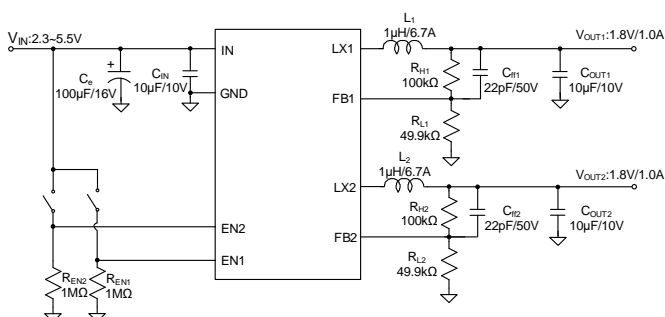 V_IN:2.3~5.5V
C_e
100μF/16V
C_IN
10μF/10V
IN
GND
EN2
EN1
R_EN2
1MΩ
R_EN1
1MΩ
LX1
FB1
LX2
FB2
L_1
1μH/6.7A
V_OUT1:1.8V/1.0A
R_H1
100kΩ
C_ff1
22pF/50V
C_OUT1
10μF/10V
R_L1
49.9kΩ
L_2
1μH/6.7A
V_OUT2:1.8V/1.0A
R_H2
100kΩ
C_ff2
22pF/50V
C_OUT2
10μF/10V
R_L2
49.9kΩ